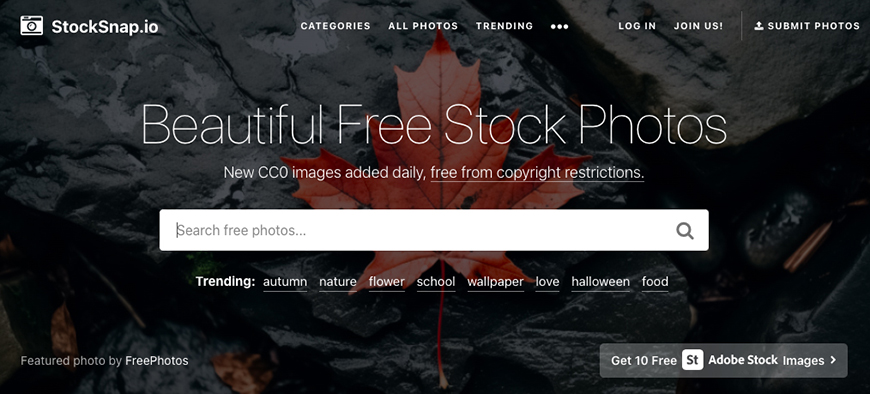 StockSnap.io
CATEGORIES ALL PHOTOS TRENDING ••• LOG IN JOIN US! SUBMIT PHOTOS
Beautiful Free Stock Photos
New CC0 images added daily, free from copyright restrictions.
Search free photos...
Trending: autumn nature flower school wallpaper love halloween food
Featured photo by FreePhotos
Get 10 Free St Adobe Stock Images >